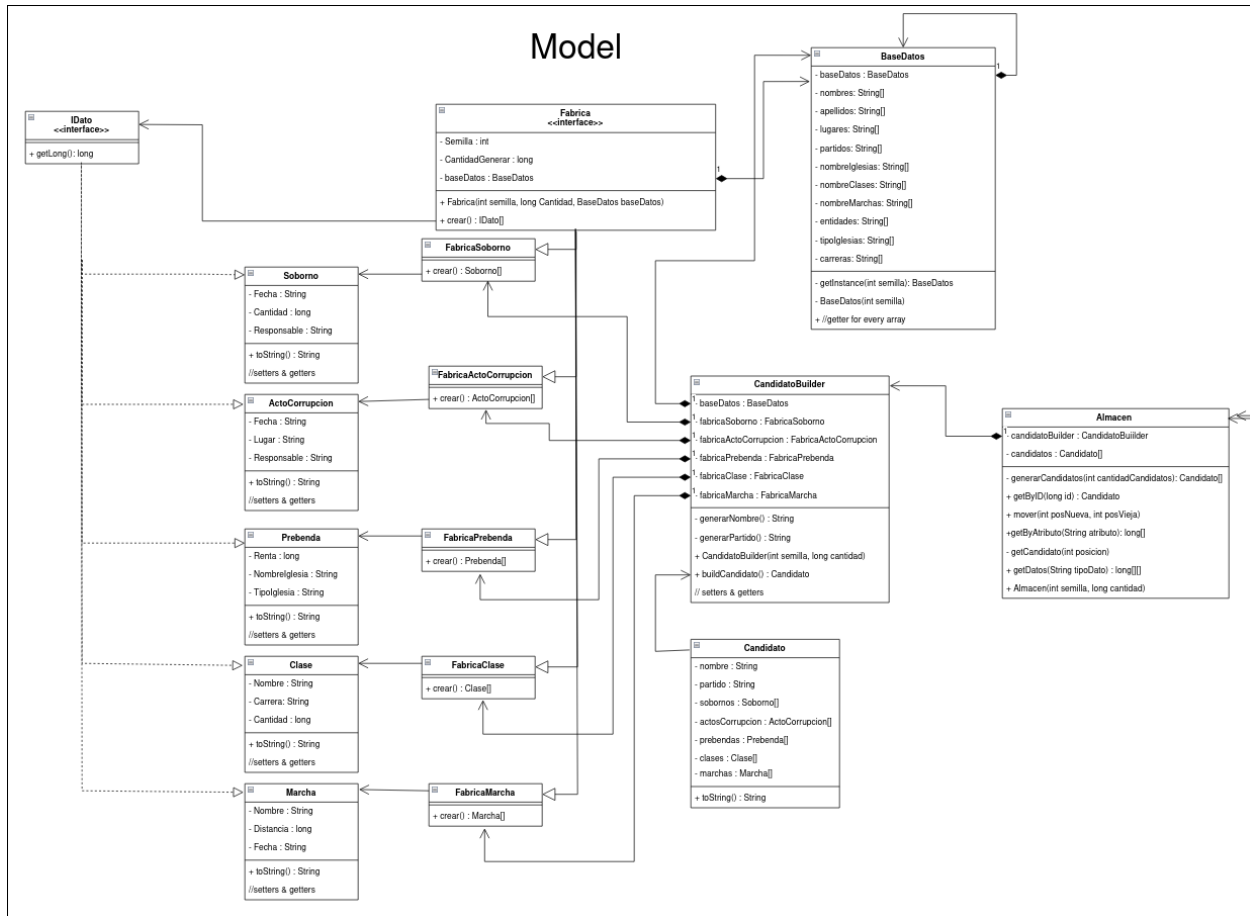 Model
BaseDatos
- baseDatos : BaseDatos
- nombres: String[]
- apellidos: String[]
- lugares: String[]
- partidos: String[]
- nombreIglesias: String[]
- nombreClases: String[]
- nombreMarchas: String[]
- entidades: String[]
- tipoIglesias: String[]
- carreras: String[]
- getInstance(int semilla): BaseDatos
- BaseDatos(int semilla)
+ //getter for every array
1
1
IDato
<<interface>>
+ getLong(): long
Fabrica
<<interface>>
- Semilla : int
- CantidadGenerar : long
- baseDatos : BaseDatos
+ Fabrica(int semilla, long Cantidad, BaseDatos baseDatos)
+ crear() : IDato[]
FabricaSoborno
+ crear() : Soborno[]
Soborno
- Fecha : String
- Cantidad : long
- Responsable : String
+ toString() : String
//setters & getters
FabricaActoCorrupcion
+ crear() : ActoCorrupcion[]
ActoCorrupcion
- Fecha : String
- Lugar : String
- Responsable : String
+ toString() : String
//setters & getters
FabricaPrebenda
+ crear() : Prebenda[]
Prebenda
- Renta : long
- NombreIglesia : String
- TipoIglesia : String
+ toString() : String
//setters & getters
FabricaClase
+ crear() : Clase[]
Clase
- Nombre : String
- Carrera: String
- Cantidad : long
+ toString() : String
//setters & getters
FabricaMarcha
+ crear() : Marcha[]
Marcha
- Nombre : String
- Distancia : long
- Fecha : String
+ toString() : String
//setters & getters
CandidatoBuilder
1
- baseDatos : BaseDatos
1
- fabricaSoborno : FabricaSoborno
1
- fabricaActoCorrupcion : FabricaActoCorrupcion
1
- fabricaPrebenda : FabricaPrebenda
1
- fabricaClase : FabricaClase
1
- fabricaMarcha : FabricaMarcha
- generarNombre() : String
- generarPartido() : String
+ CandidatoBuilder(int semilla, long cantidad)
+ buildCandidato() : Candidato
// setters & getters
Almacen
1
- candidatoBuilder : CandidatoBuiilder
- candidatos : Candidato[]
- generarCandidatos(int cantidadCandidatos): Candidato[]
+ getByID(long id) : Candidato
+ mover(int posNueva, int posVieja)
+getByAtributo(String atributo): long[]
- getCandidato(int posicion)
+ getDatos(String tipoDato) : long[][]
+ Almacen(int semilla, long cantidad)
Candidato
- nombre : String
- partido : String
- sobornos : Soborno[]
- actosCorrupcion : ActoCorrupcion[]
- prebendas : Prebenda[]
- clases : Clase[]
- marchas : Marcha[]
+ toString() : String